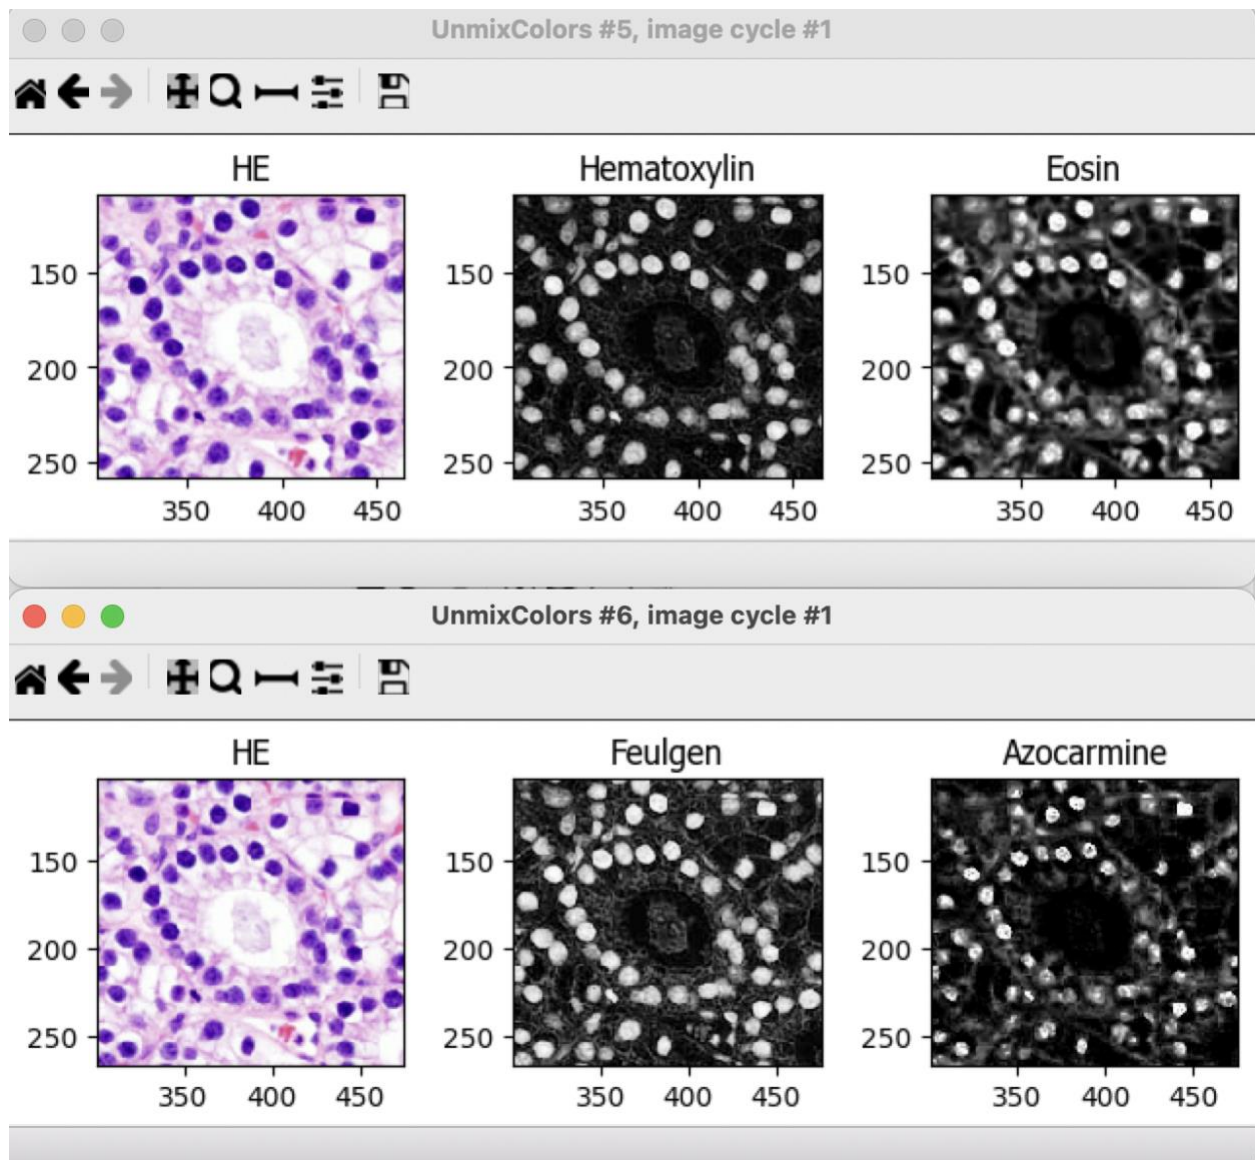 UnmixColors #5, image cycle #1
HE Hematoxylin Eosin
150 150 150
200 200 200
250 250 250
350 400 450 350 400 450 350 400 450
UnmixColors #6, image cycle #1
HE Feulgen Azocarmine
150 150 150
200 200 200
250 250 250
350 400 450 350 400 450 350 400 450